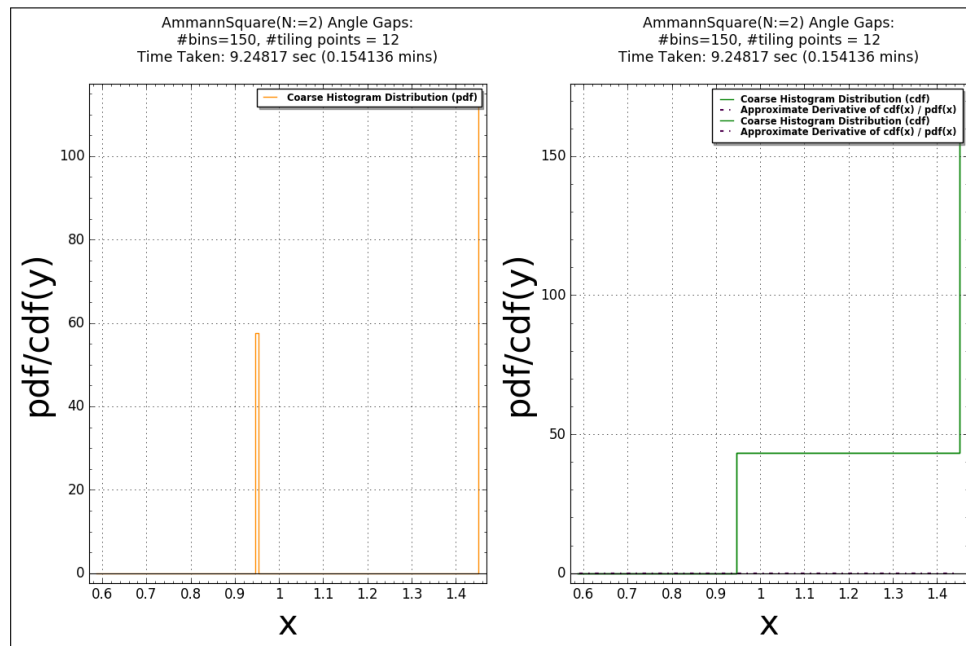 AmmannSquare(N:=2) Angle Gaps:
#bins=150, #tiling points = 12
Time Taken: 9.24817 sec (0.154136 mins)
Coarse Histogram Distribution (pdf)
pdf/cdf(y)
100
80
60
40
20
0
0.6 0.7 0.8 0.9 1 1.1 1.2 1.3 1.4
x
AmmannSquare(N:=2) Angle Gaps:
#bins=150, #tiling points = 12
Time Taken: 9.24817 sec (0.154136 mins)
Coarse Histogram Distribution (cdf)
Approximate Derivative of cdf(x) / pdf(x)
Coarse Histogram Distribution (cdf)
Approximate Derivative of cdf(x) / pdf(x)
pdf/cdf(y)
150
100
50
0
0.6 0.7 0.8 0.9 1 1.1 1.2 1.3 1.4
x